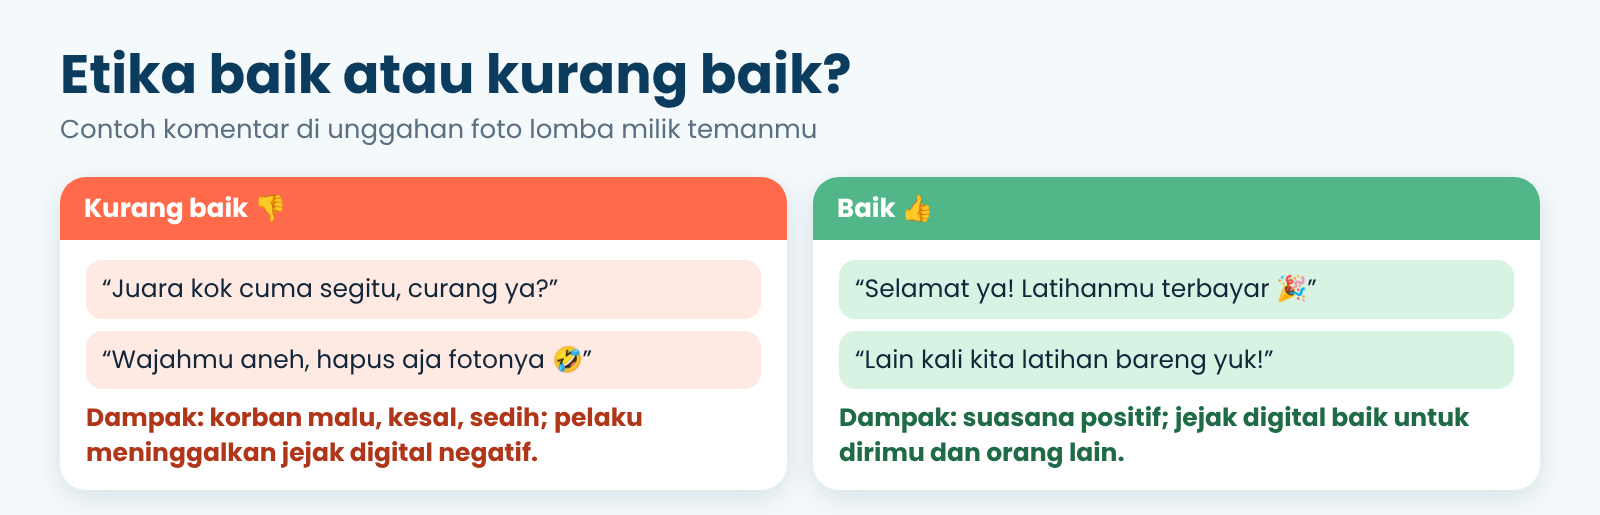 Etika baik atau kurang baik?
Contoh komentar di unggahan foto lomba milik temanmu
Kurang baik 👎
“Juara kok cuma segitu, curang ya?”
“Wajahmu aneh, hapus aja fotonya 🤣”
Dampak: korban malu, kesal, sedih; pelaku
meninggalkan jejak digital negatif.
Baik 👍
“Selamat ya! Latihanmu terbayar 🎉”
“Lain kali kita latihan bareng yuk!”
Dampak: suasana positif; jejak digital baik untuk
dirimu dan orang lain.